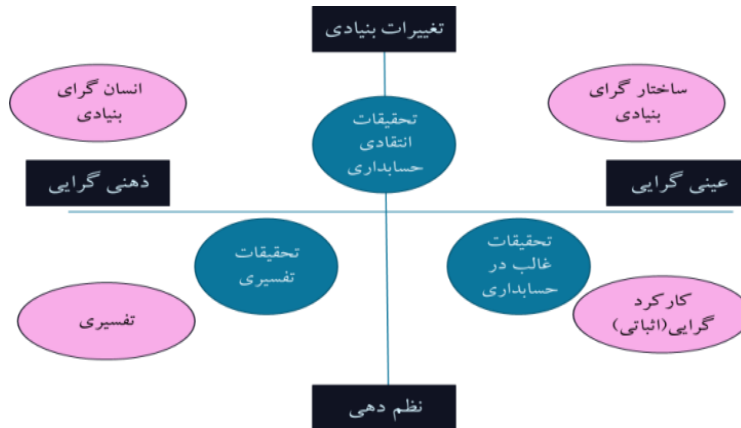 تغییرات بنیادی
ساختار گرای
بنیادی
انسان گرای
بنیادی
تحقیقات
انتقادی
حسابداری
عینی گرایی
ذهنی گرایی
تحقیقات
غالب در
حسابداری
تحقیقات
تفسیری
کارکرد
گرایی(اثباتی)
تفسیری
نظم دهی